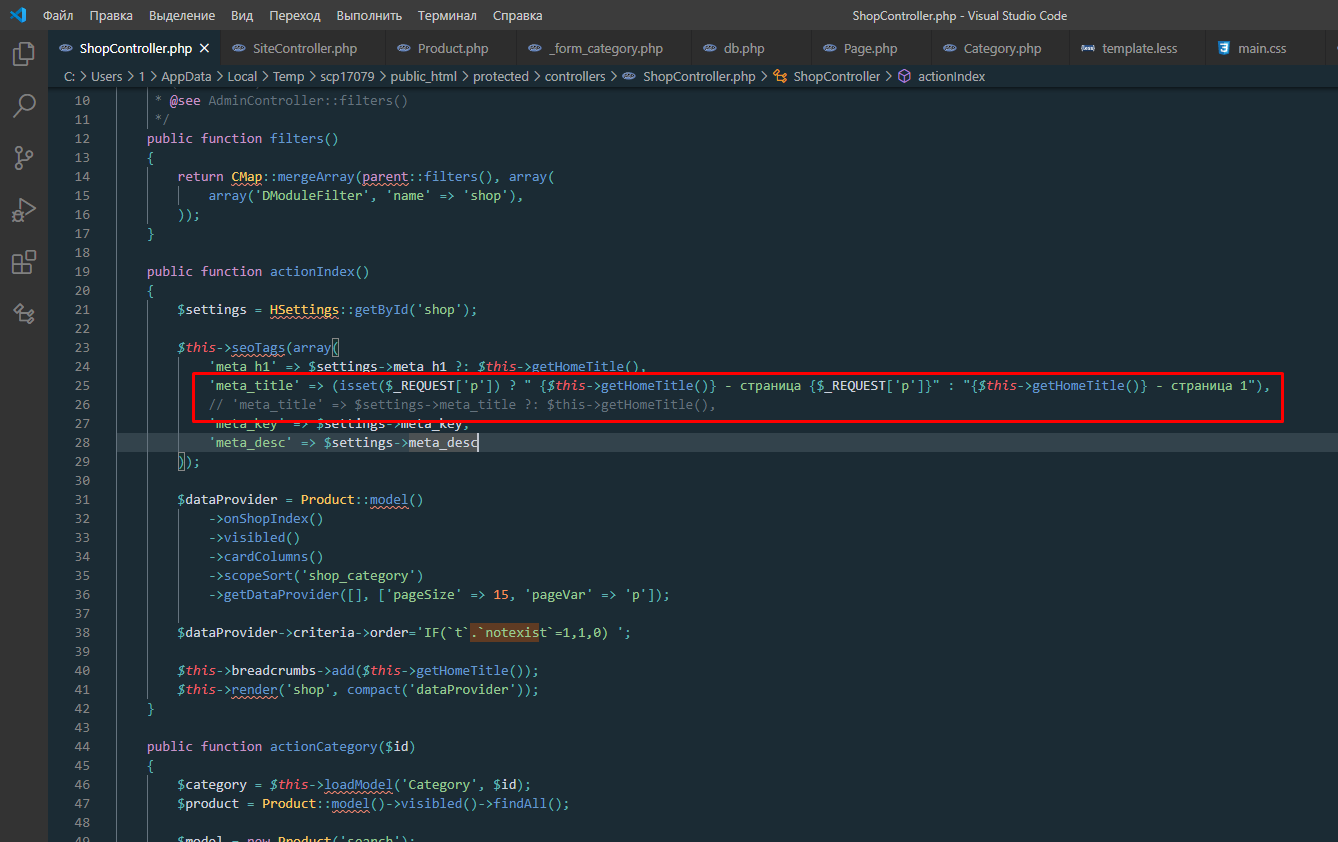 Файл Правка Выделение Вид Переход Выполнить Терминал Справка ShopController.php - Visual Studio Code
ShopController.php SiteController.php Product.php _form_category.php db.php Page.php Category.php template.less main.css
C: > Users > 1 > AppData > Local > Temp > scp17079 > public_html > protected > controllers > ShopController.php > ShopController > actionIndex
10 * @see AdminController::filters()
11 */
12 public function filters()
13 {
14 return CMap::mergeArray(parent::filters(), array(
15 array('DModuleFilter', 'name' => 'shop'),
16 ));
17 }
18
19 public function actionIndex()
20 {
21 $settings = HSettings::getById('shop');
22
23 $this->seoTags(array(
24 'meta_h1' => $settings->meta_h1 ?: $this->getHomeTitle(),
25 'meta_title' => (isset($_REQUEST['p']) ? " {$this->getHomeTitle()} - страница {$_REQUEST['p']}" : "{$this->getHomeTitle()} - страница 1"),
26 // 'meta_title' => $settings->meta_title ?: $this->getHomeTitle(),
27 'meta_key' => $settings->meta_key,
28 'meta_desc' => $settings->meta_desc
29 ));
30
31 $dataProvider = Product::model()
32 ->onShopIndex()
33 ->visibled()
34 ->cardColumns()
35 ->scopeSort('shop_category')
36 ->getDataProvider([], ['pageSize' => 15, 'pageVar' => 'p']);
37
38 $dataProvider->criteria->order='IF(`t`.`notexist`=1,1,0) ';
39
40 $this->breadcrumbs->add($this->getHomeTitle());
41 $this->render('shop', compact('dataProvider'));
42 }
43
44 public function actionCategory($id)
45 {
46 $category = $this->loadModel('Category', $id);
47 $product = Product::model()->visibled()->findAll();
48
49 $model = new Product('search');